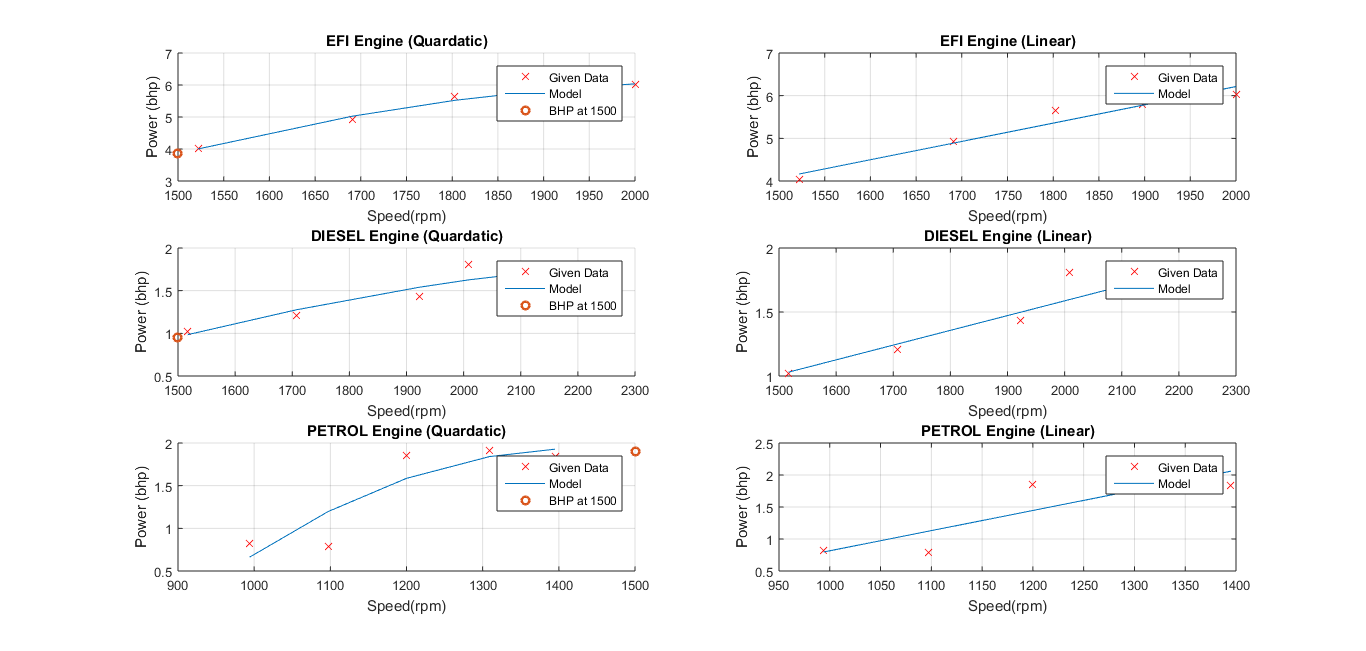 EFI Engine (Quardatic)
7
6
5
4
3
Power (bhp)
Given Data
Model
BHP at 1500
1500 1550 1600 1650 1700 1750 1800 1850 1900 1950 2000
Speed(rpm)
EFI Engine (Linear)
7
6
5
4
Power (bhp)
Given Data
Model
1500 1550 1600 1650 1700 1750 1800 1850 1900 1950 2000
Speed(rpm)
DIESEL Engine (Quardatic)
2
1.5
1
0.5
Power (bhp)
Given Data
Model
BHP at 1500
1500 1600 1700 1800 1900 2000 2100 2200 2300
Speed(rpm)
DIESEL Engine (Linear)
2
1.5
1
Power (bhp)
Given Data
Model
1500 1600 1700 1800 1900 2000 2100 2200 2300
Speed(rpm)
PETROL Engine (Quardatic)
2
1.5
1
0.5
Power (bhp)
Given Data
Model
BHP at 1500
900 1000 1100 1200 1300 1400 1500
Speed(rpm)
PETROL Engine (Linear)
2.5
2
1.5
1
0.5
Power (bhp)
Given Data
Model
950 1000 1050 1100 1150 1200 1250 1300 1350 1400
Speed(rpm)